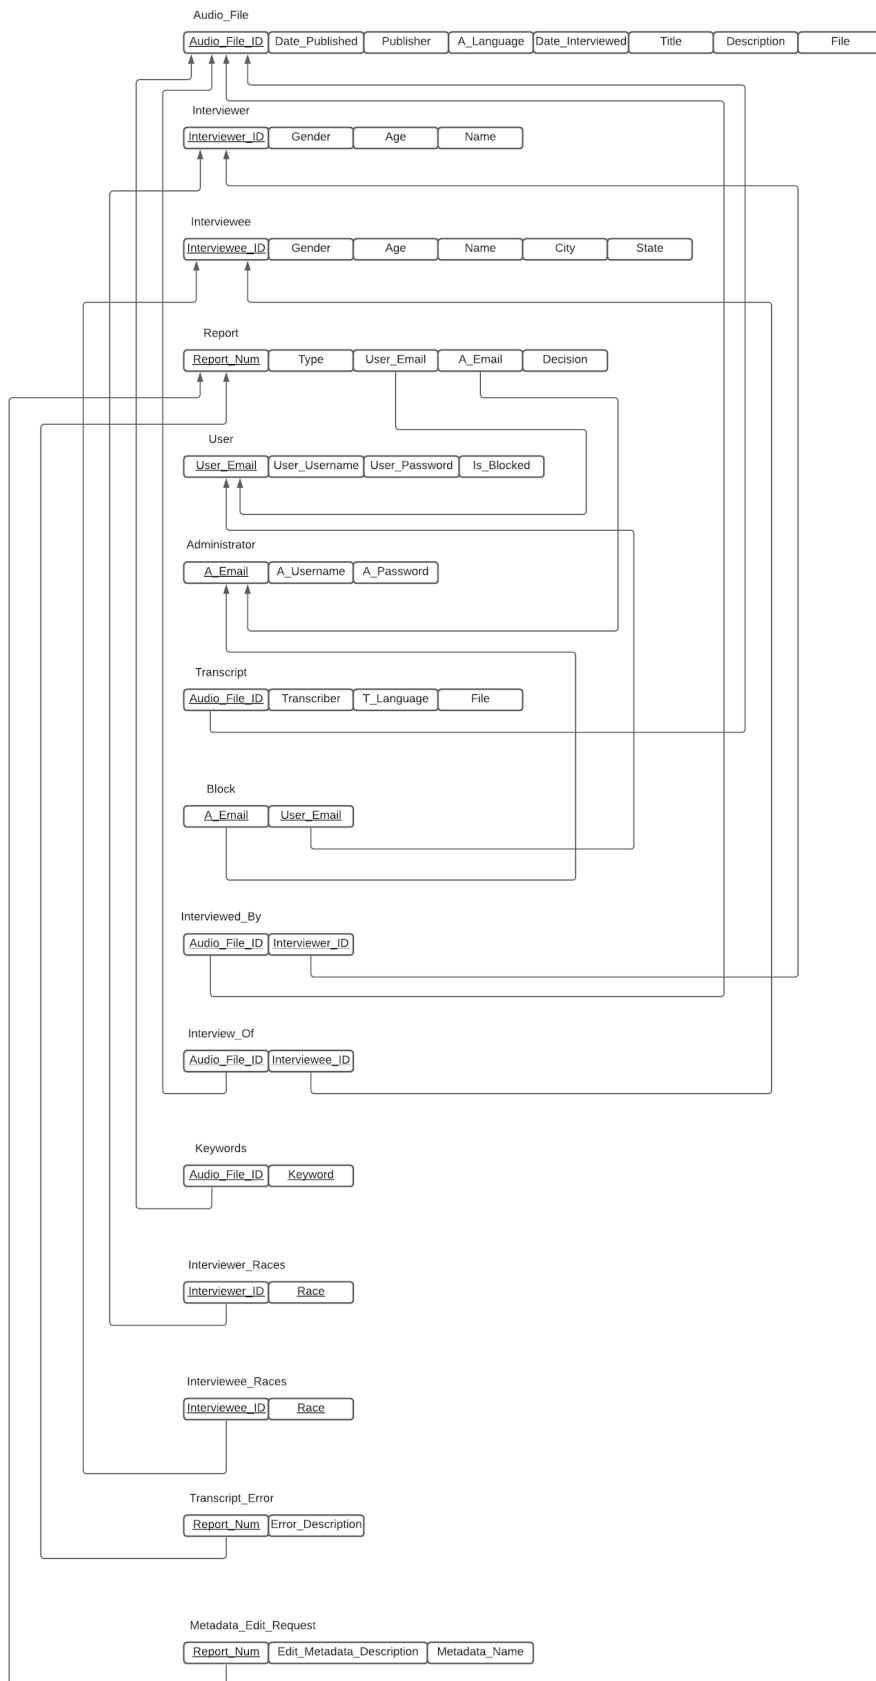 Audio_File
Audio_File_ID Date_Published Publisher A_Language Date_Interviewed Title Description File
Interviewer
Interviewer_ID Gender Age Name
Interviewee
Interviewee_ID Gender Age Name City State
Report
Report_Num Type User_Email A_Email Decision
User
User_Email User_Username User_Password Is_Blocked
Administrator
A_Email A_Username A_Password
Transcript
Audio_File_ID Transcriber T_Language File
Block
A_Email User_Email
Interviewed_By
Audio_File_ID Interviewer_ID
Interview_Of
Audio_File_ID Interviewee_ID
Keywords
Audio_File_ID Keyword
Interviewer_Races
Interviewer_ID Race
Interviewee_Races
Interviewee_ID Race
Transcript_Error
Report_Num Error_Description
Metadata_Edit_Request
Report_Num Edit_Metadata_Description Metadata_Name